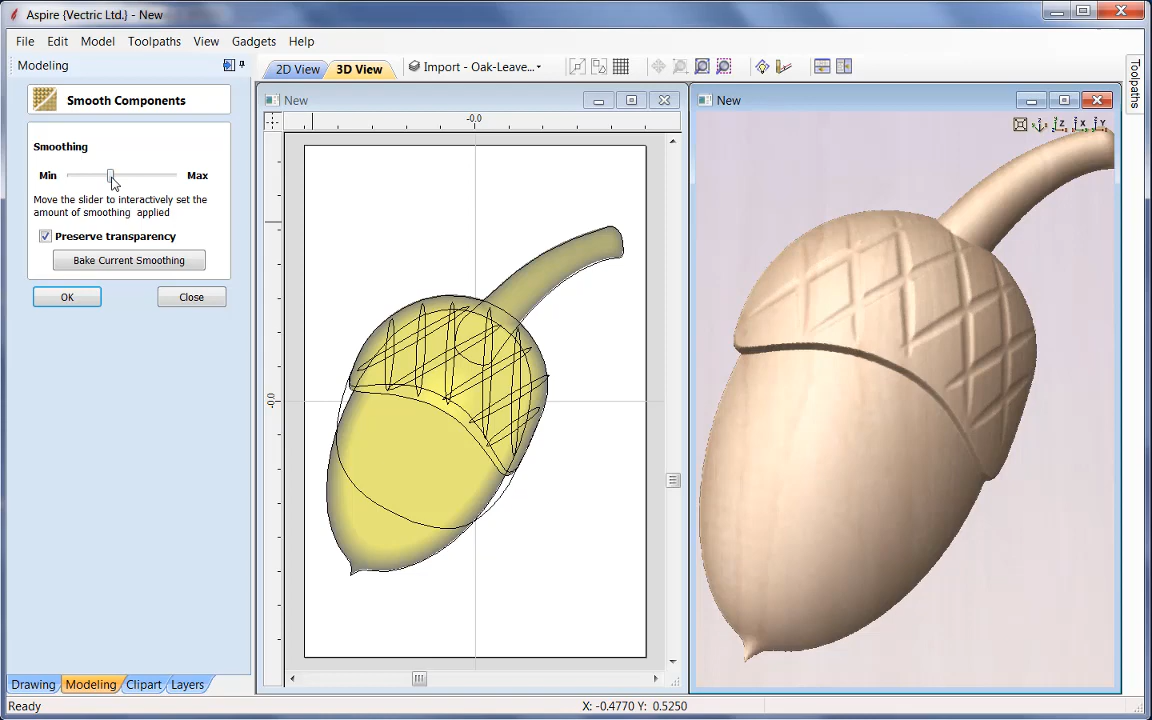 Aspire {Vectric Ltd.} - New
File Edit Model Toolpaths View Gadgets Help
Modeling
2D View 3D View Import - Oak-Leave...
Smooth Components
New
New
Toolpaths
-0.0
Z X Y
Smoothing
Min Max
Move the slider to interactively set the
amount of smoothing applied
Preserve transparency
Bake Current Smoothing
OK Close
-0.0
Drawing Modeling Clipart Layers
Ready
X: -0.4770 Y: 0.5250